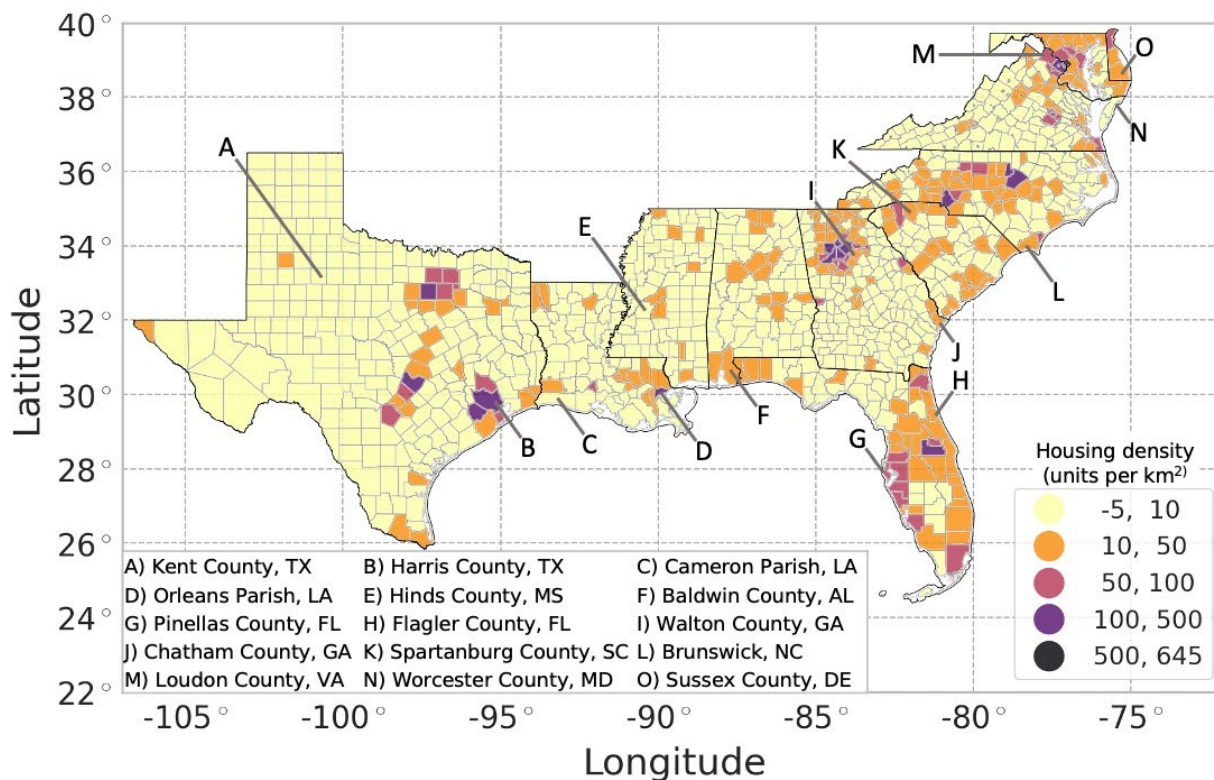 40°
38°
36°
34°
32°
30°
28°
26°
24°
22°
Latitude
M
O
N
K
A
I
E
L
J
H
F
G
D
C
B
Housing density
(units per km²)
-5, 10
10, 50
50, 100
100, 500
500, 645
A) Kent County, TX B) Harris County, TX C) Cameron Parish, LA
D) Orleans Parish, LA E) Hinds County, MS F) Baldwin County, AL
G) Pinellas County, FL H) Flagler County, FL I) Walton County, GA
J) Chatham County, GA K) Spartanburg County, SC L) Brunswick, NC
M) Loudon County, VA N) Worcester County, MD O) Sussex County, DE
-105° -100° -95° -90° -85° -80° -75°
Longitude